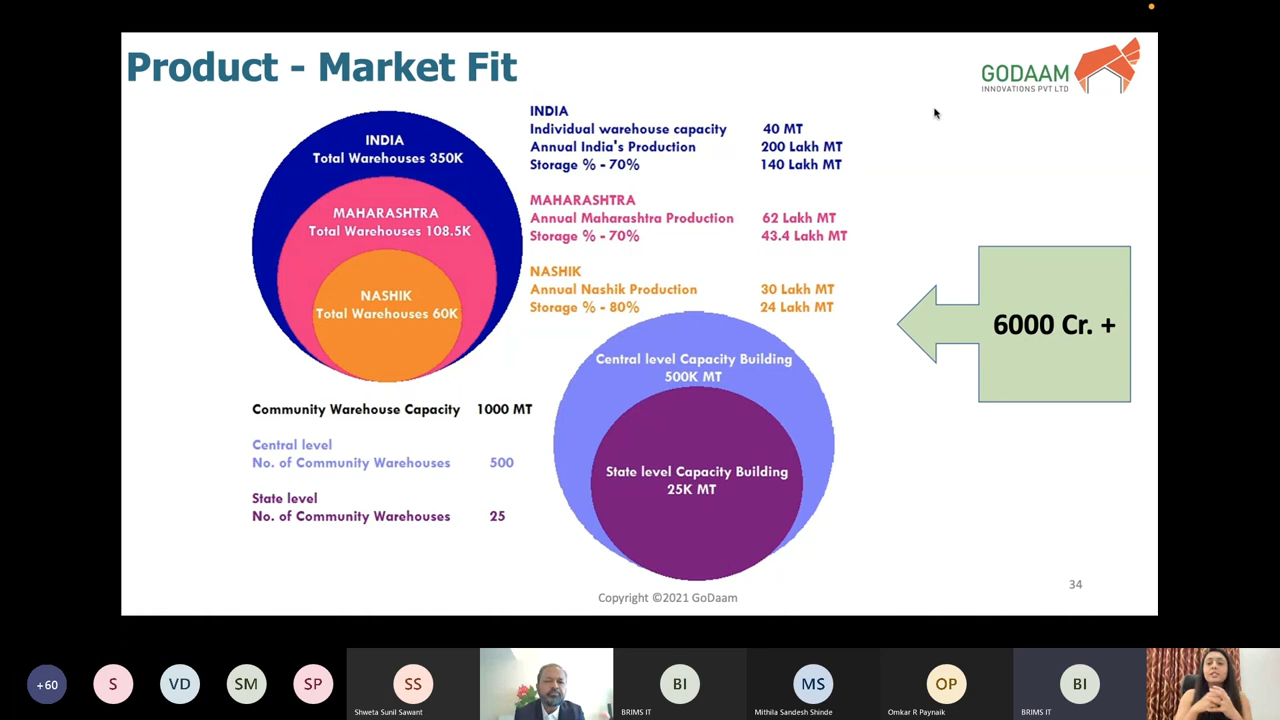 Product - Market Fit
GODAAM
INNOVATIONS PVT LTD
INDIA
Total Warehouses 350K
MAHARASHTRA
Total Warehouses 108.5K
NASHIK
Total Warehouses 60K
INDIA
Individual warehouse capacity 40 MT
Annual India's Production 200 Lakh MT
Storage % - 70% 140 Lakh MT
MAHARASHTRA
Annual Maharashtra Production 62 Lakh MT
Storage % - 70% 43.4 Lakh MT
NASHIK
Annual Nashik Production 30 Lakh MT
Storage % - 80% 24 Lakh MT
6000 Cr. +
Community Warehouse Capacity 1000 MT
Central level
No. of Community Warehouses 500
State level
No. of Community Warehouses 25
Central level Capacity Building
500K MT
State level Capacity Building
25K MT
34
Copyright ©2021 GoDaam
+60
S
VD
SM
SP
SS
Shweta Sunil Sawant
BI
BRIMS IT
MS
Mithila Sandesh Shinde
OP
Omkar R Paynaik
BI
BRIMS IT